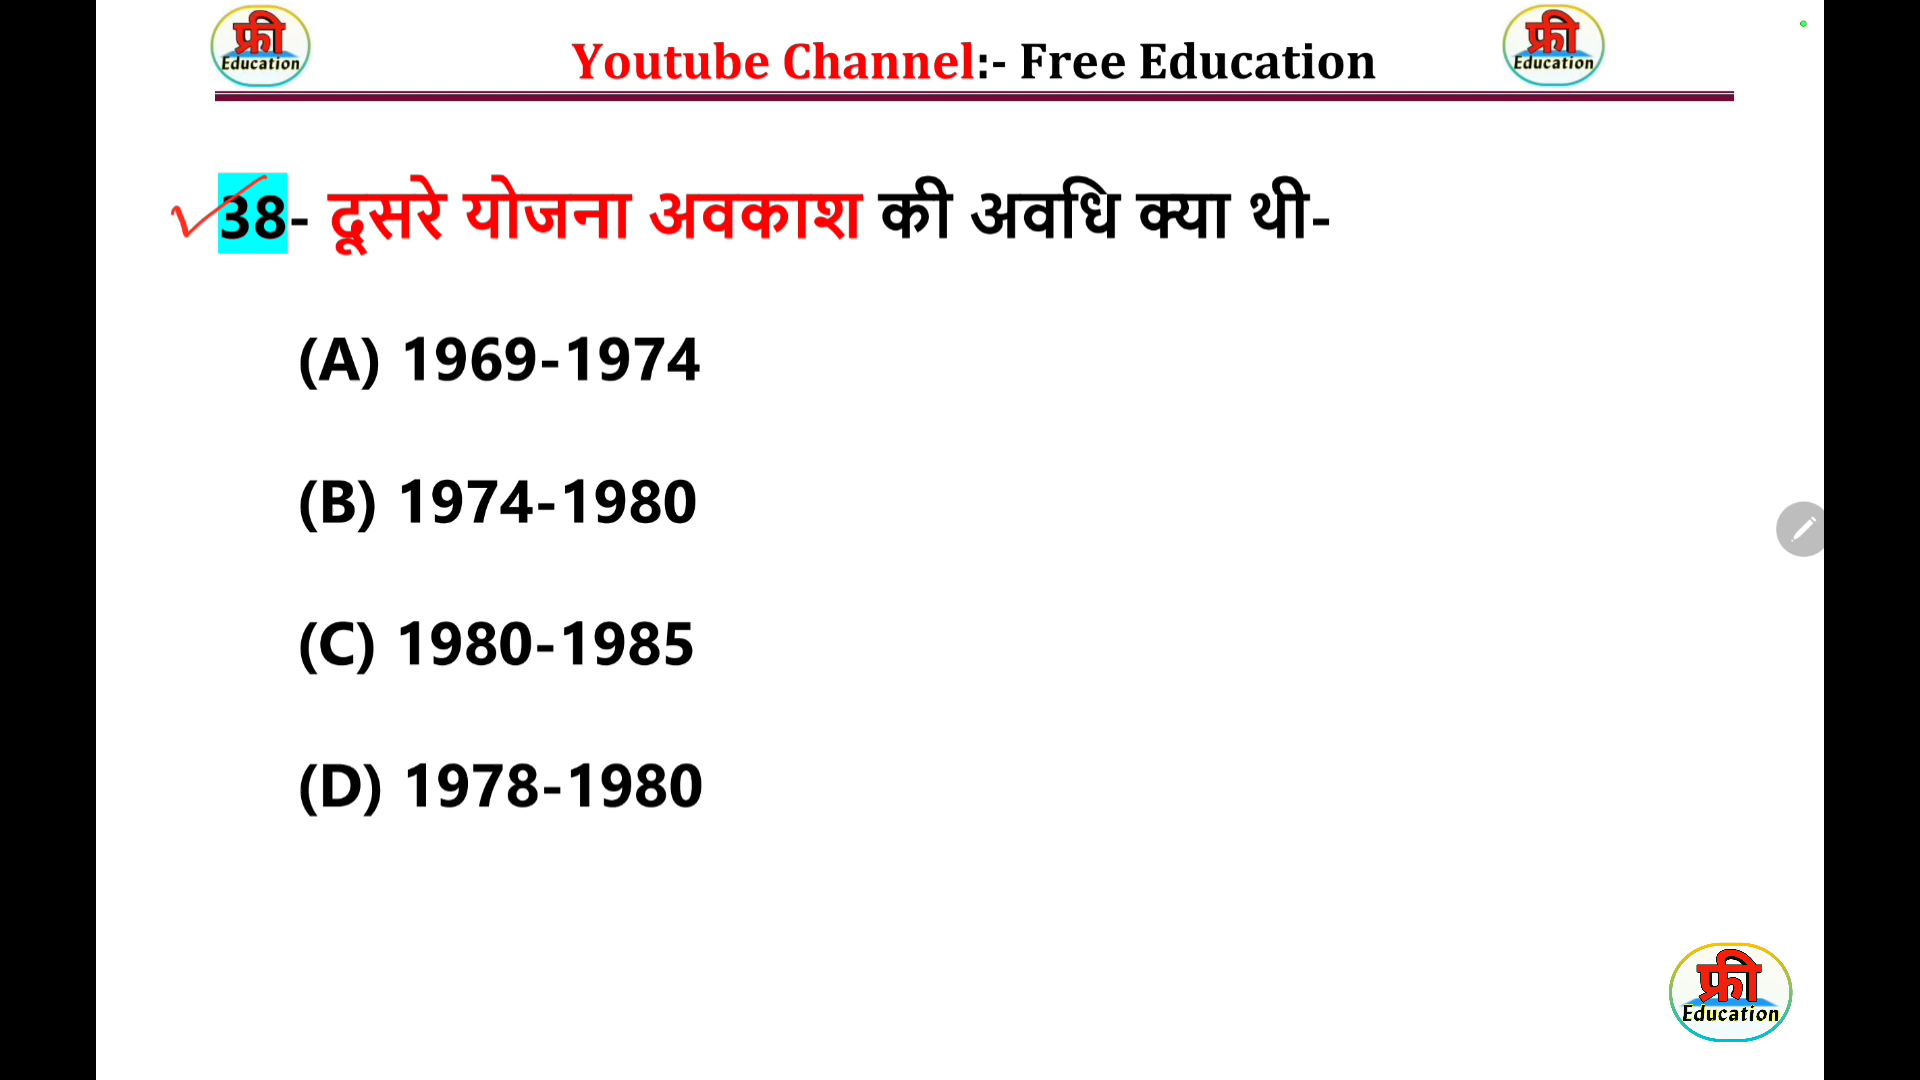 फ्री
Education
Youtube Channel:- Free Education
फ्री
Education
38- दूसरे योजना अवकाश की अवधि क्या थी-
(A) 1969-1974
(B) 1974-1980
(C) 1980-1985
(D) 1978-1980
फ्री
Education